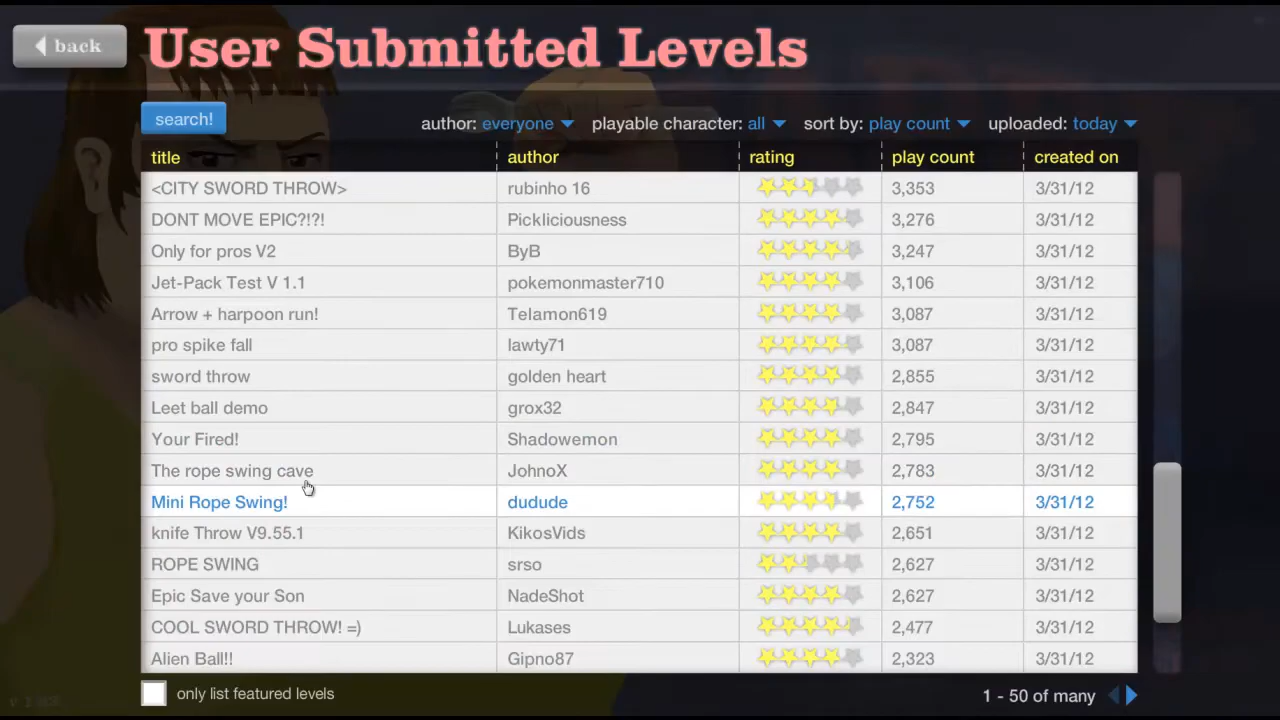 back
User Submitted Levels
search! author: everyone playable character: all sort by: play count uploaded: today
title author rating play count created on
<CITY SWORD THROW> rubinho 16 3,353 3/31/12
DONT MOVE EPIC?!?! Pickliciousness 3,276 3/31/12
Only for pros V2 ByB 3,247 3/31/12
Jet-Pack Test V 1.1 pokemonmaster710 3,106 3/31/12
Arrow + harpoon run! Telamon619 3,087 3/31/12
pro spike fall lawty71 3,087 3/31/12
sword throw golden heart 2,855 3/31/12
Leet ball demo grox32 2,847 3/31/12
Your Fired! Shadowemon 2,795 3/31/12
The rope swing cave JohnoX 2,783 3/31/12
Mini Rope Swing! dudude 2,752 3/31/12
knife Throw V9.55.1 KikosVids 2,651 3/31/12
ROPE SWING srso 2,627 3/31/12
Epic Save your Son NadeShot 2,627 3/31/12
COOL SWORD THROW! =) Lukases 2,477 3/31/12
Alien Ball!! Gipno87 2,323 3/31/12
only list featured levels 1 - 50 of many